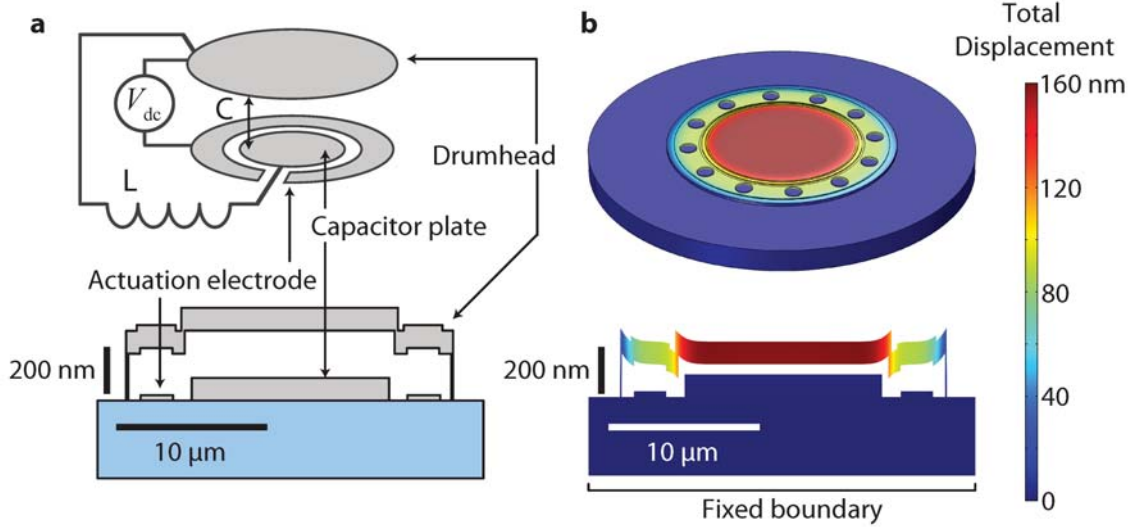 a
V dc
C
L
Drumhead
Capacitor plate
Actuation electrode
200 nm
10 µm
b
Total
Displacement
160 nm
120
80
40
0
200 nm
10 µm
Fixed boundary